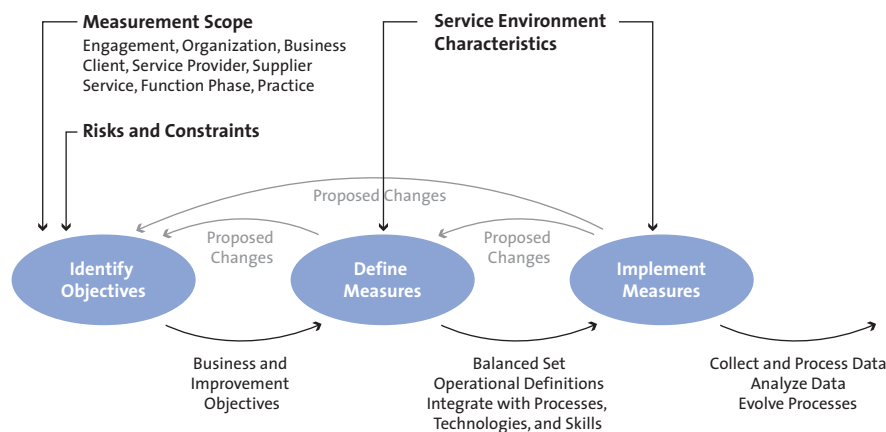 Measurement Scope
Engagement, Organization, Business
Client, Service Provider, Supplier
Service, Function Phase, Practice
Service Environment
Characteristics
Risks and Constraints
Proposed Changes
Proposed
Changes
Proposed
Changes
Identify
Objectives
Define
Measures
Implement
Measures
Business and
Improvement
Objectives
Balanced Set
Operational Definitions
Integrate with Processes,
Technologies, and Skills
Collect and Process Data
Analyze Data
Evolve Processes